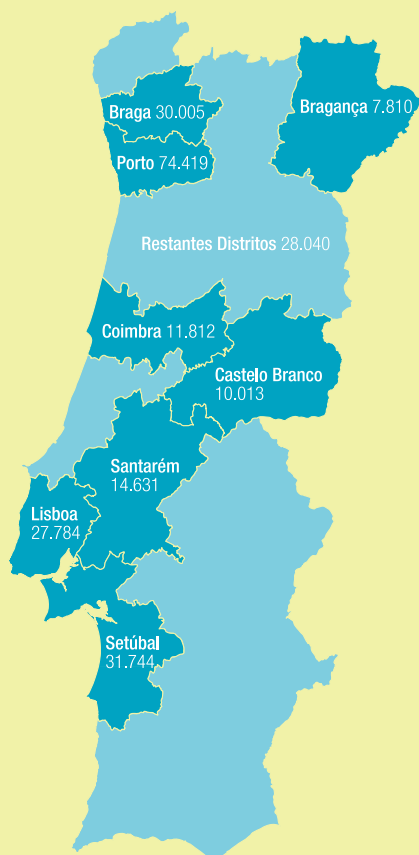 Braga 30.005
Bragança 7.810
Porto 74.419
Restantes Distritos 28.040
Coimbra 11.812
Castelo Branco
10.013
Santarém
14.631
Lisboa
27.784
Setúbal
31.744